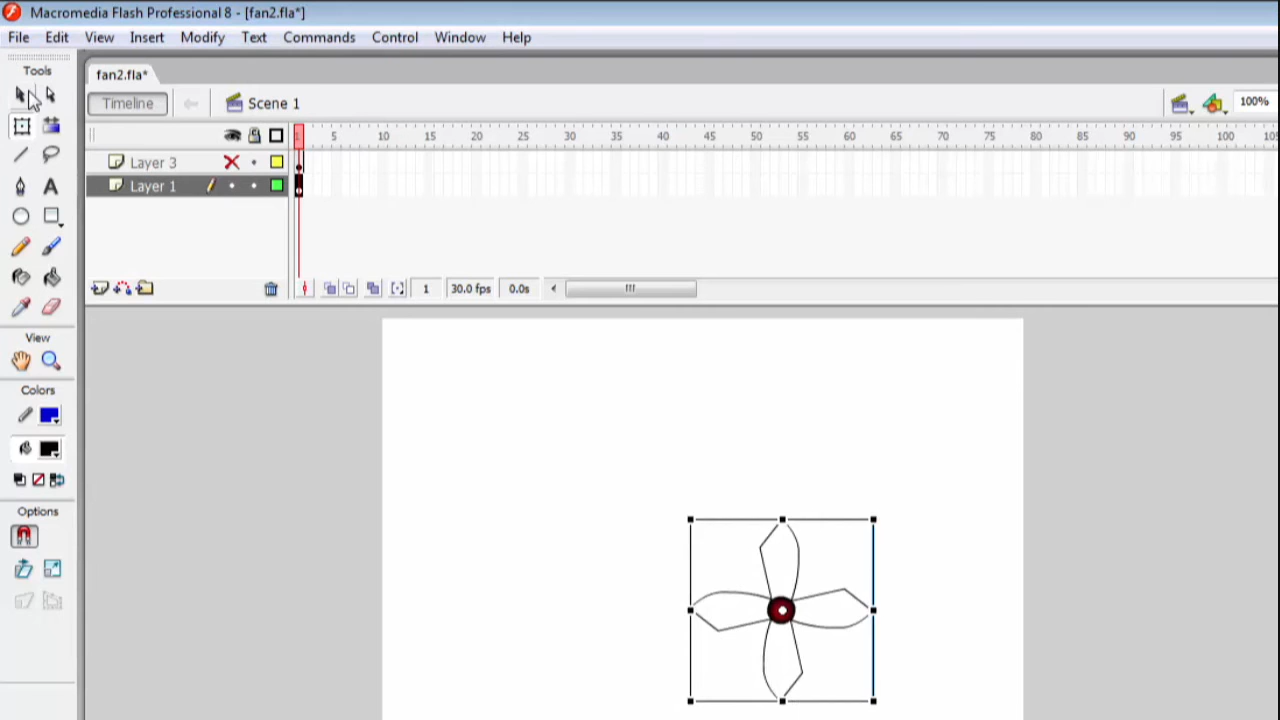 Macromedia Flash Professional 8 - [fan2.fla*]
File Edit View Insert Modify Text Commands Control Window Help
Tools
fan2.fla*
Timeline Scene 1 100%
5 10 15 20 25 30 35 40 45 50 55 60 65 70 75 80 85 90 95 100
Layer 3
Layer 1
1 30.0 fps 0.0s
View
Colors
Options